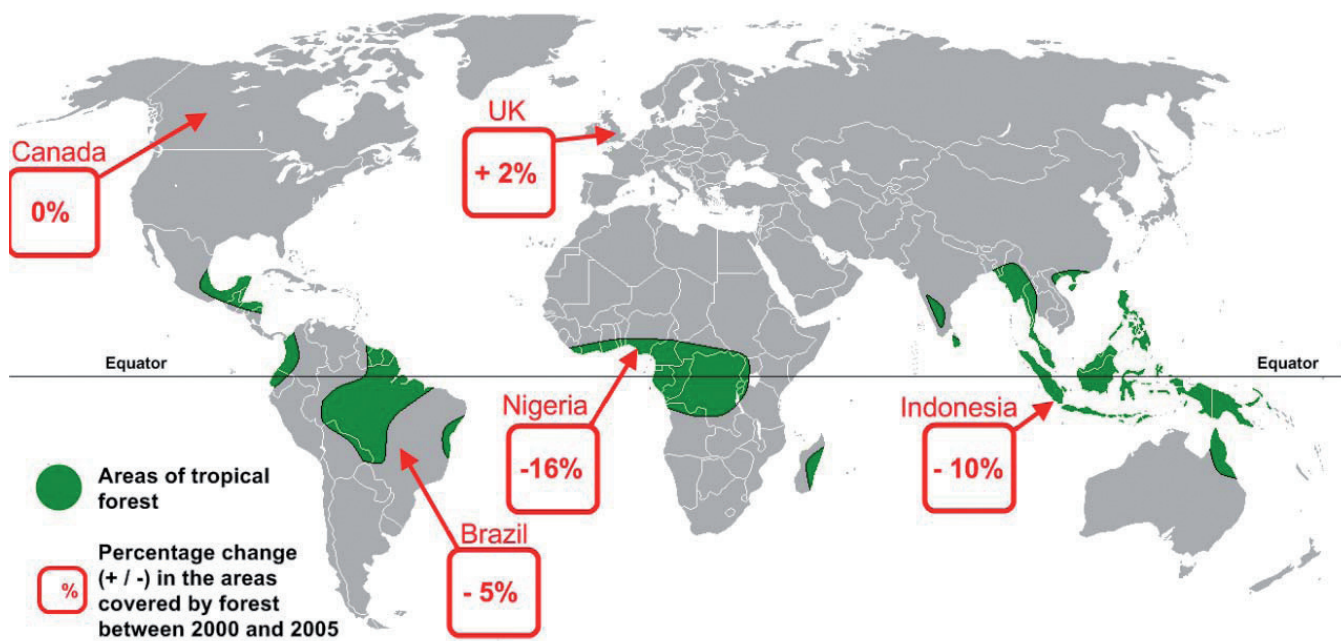 UK
+ 2%
Canada
0%
Equator
Equator
Nigeria
-16%
Indonesia
- 10%
Brazil
- 5%
Areas of tropical
forest
%
Percentage change
(+ / -) in the areas
covered by forest
between 2000 and 2005